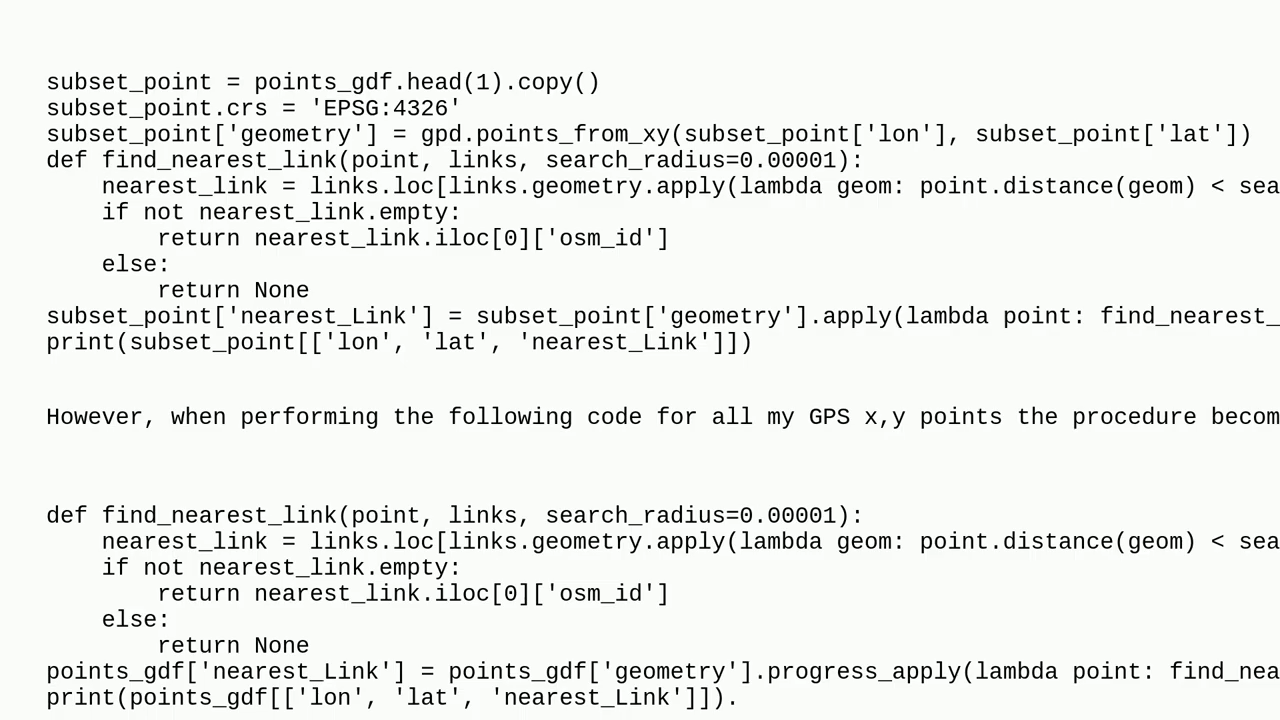 subset_point = points_gdf.head(1).copy()
subset_point.crs = 'EPSG:4326'
subset_point['geometry'] = gpd.points_from_xy(subset_point['lon'], subset_point['lat'])
def find_nearest_link(point, links, search_radius=0.00001):
    nearest_link = links.loc[links.geometry.apply(lambda geom: point.distance(geom) < sea
    if not nearest_link.empty:
        return nearest_link.iloc[0]['osm_id']
    else:
        return None
subset_point['nearest_Link'] = subset_point['geometry'].apply(lambda point: find_nearest_
print(subset_point[['lon', 'lat', 'nearest_Link']])
However, when performing the following code for all my GPS x,y points the procedure becom
def find_nearest_link(point, links, search_radius=0.00001):
    nearest_link = links.loc[links.geometry.apply(lambda geom: point.distance(geom) < sea
    if not nearest_link.empty:
        return nearest_link.iloc[0]['osm_id']
    else:
        return None
points_gdf['nearest_Link'] = points_gdf['geometry'].progress_apply(lambda point: find_nea
print(points_gdf[['lon', 'lat', 'nearest_Link']]).